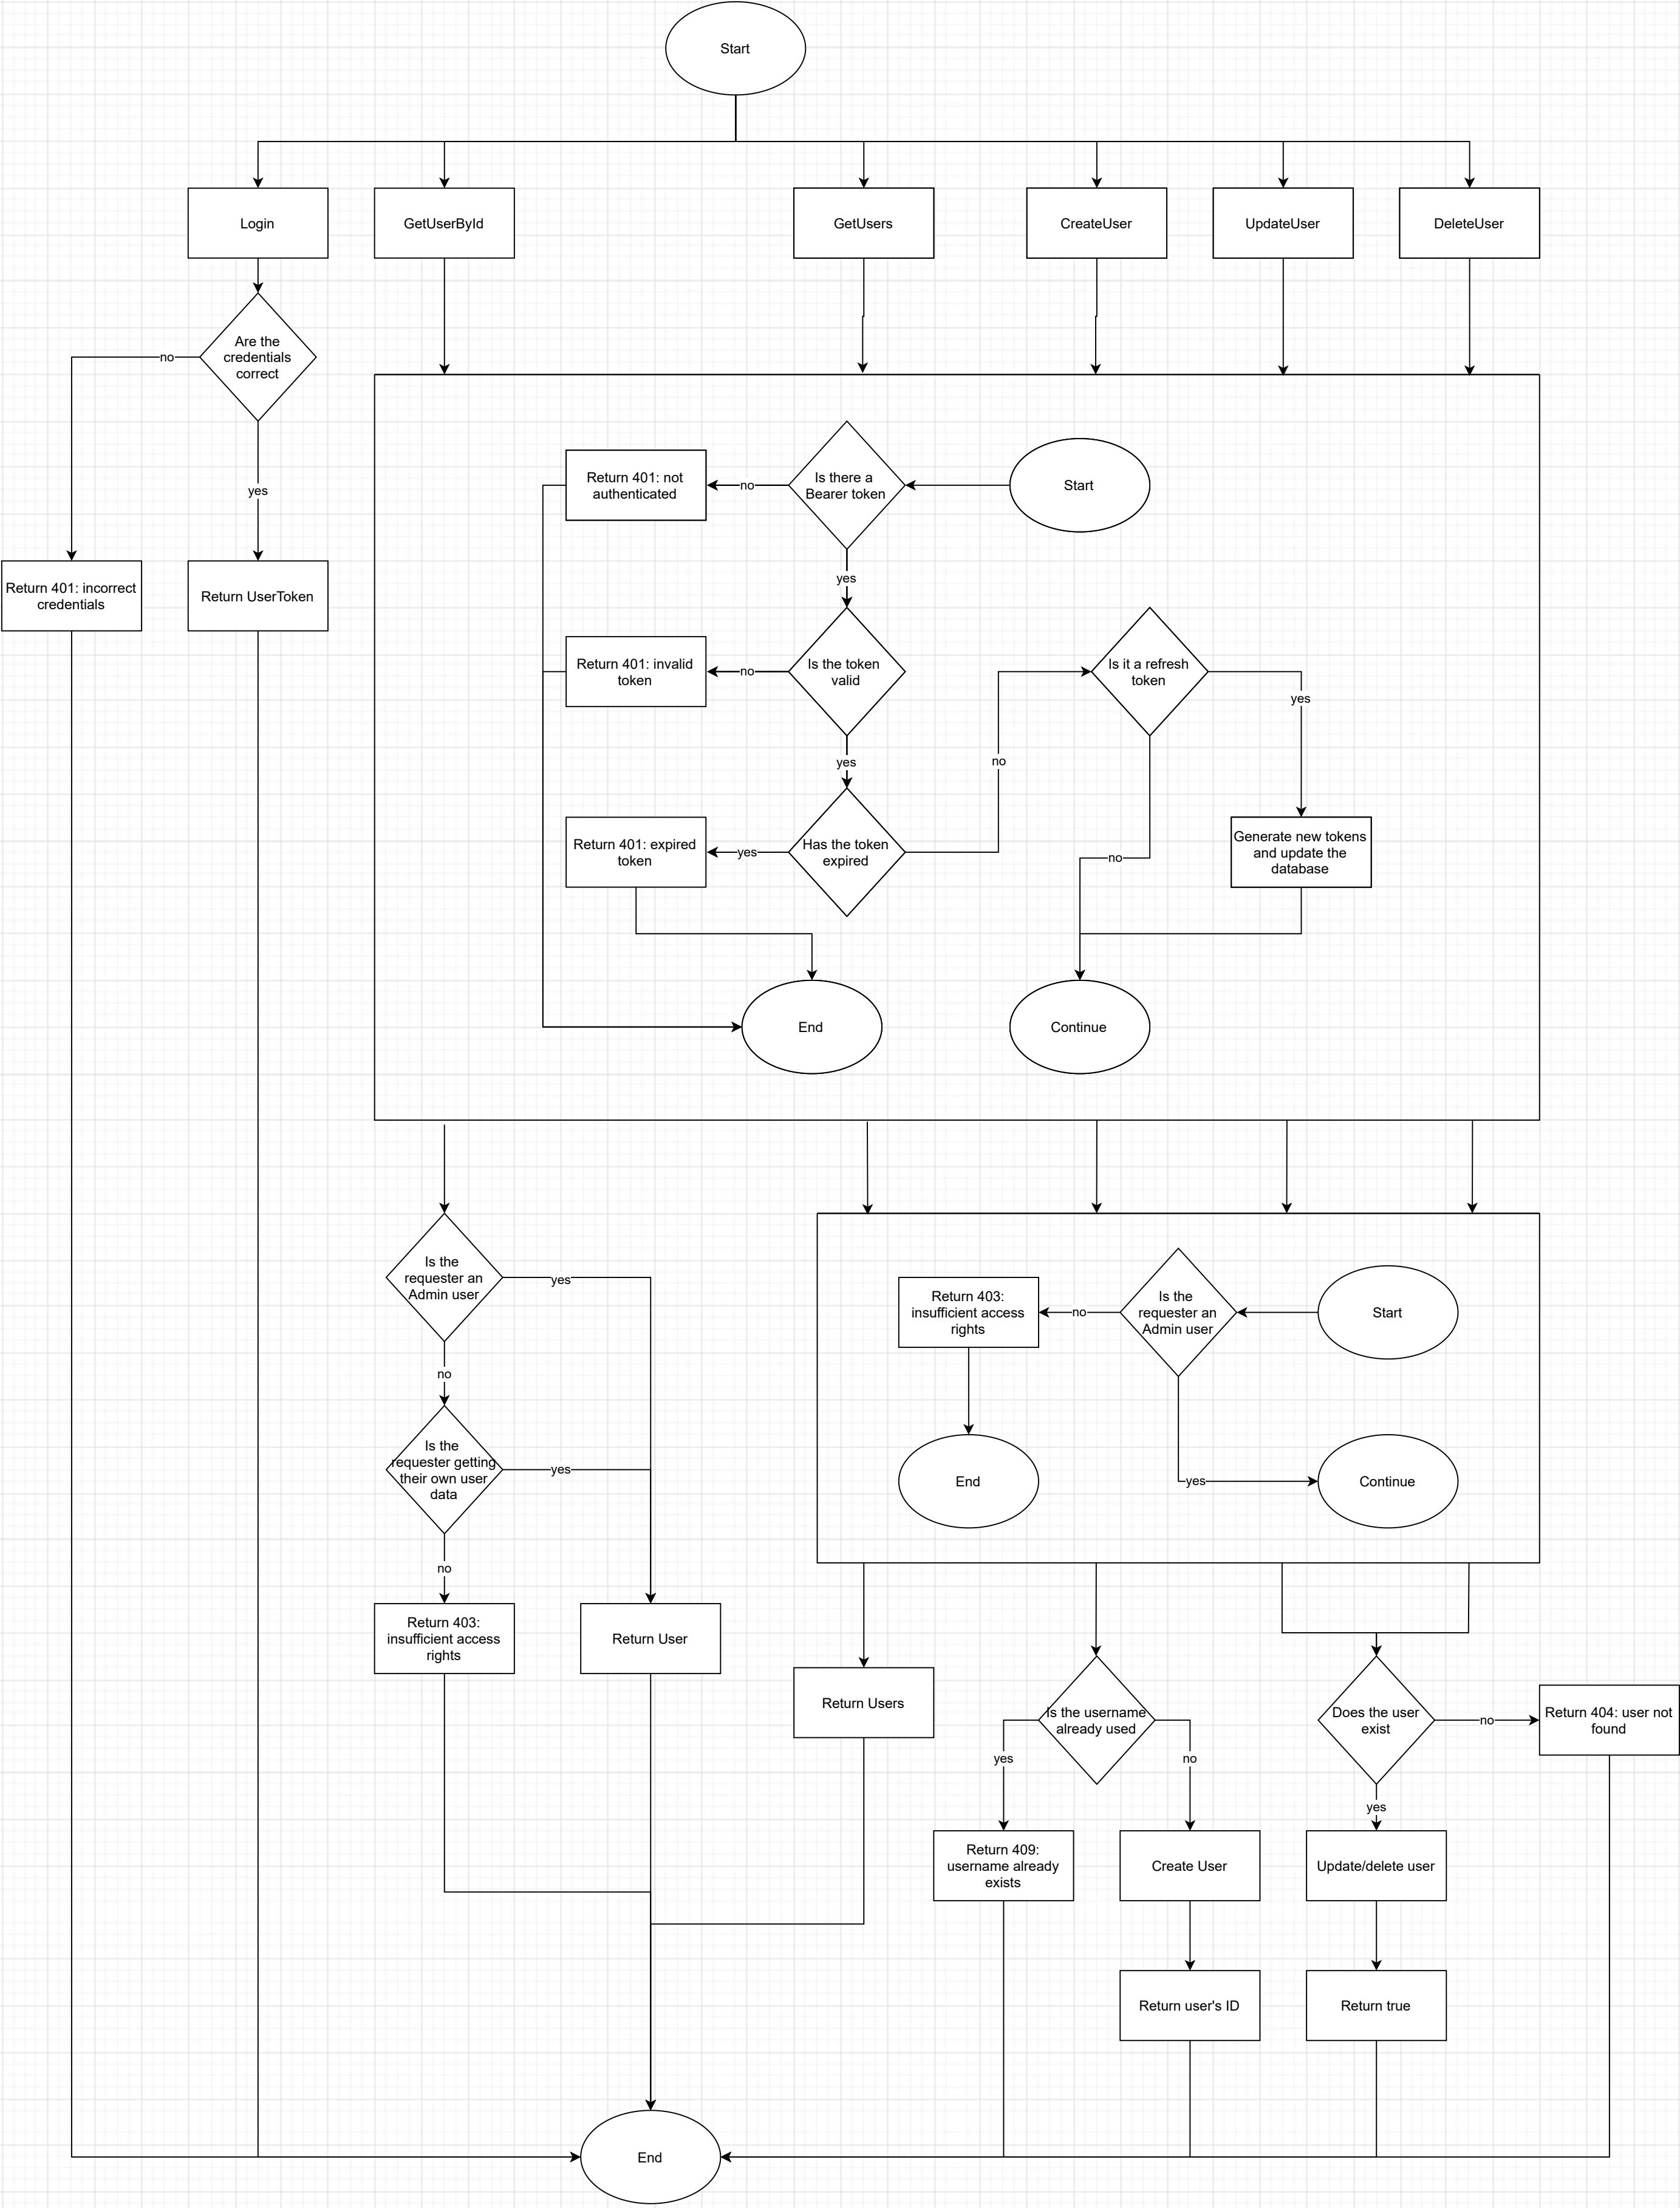 Start
Login
GetUserById
GetUsers
CreateUser
UpdateUser
DeleteUser
Are the
credentials
correct
no
yes
Return 401: incorrect
credentials
Return UserToken
Return 401: not
authenticated
no
Is there a
Bearer token
Start
yes
Return 401: invalid
token
no
Is the token
valid
Is it a refresh
token
yes
yes
no
Return 401: expired
token
yes
Has the token
expired
no
Generate new tokens
and update the
database
End
Continue
Is the
requester an
Admin user
yes
no
Is the
requester getting
their own user
data
yes
no
Return 403:
insufficient access
rights
Return User
Return 403:
insufficient access
rights
no
Is the
requester an
Admin user
Start
End
yes
Continue
Return Users
Is the username
already used
yes
no
Does the user
exist
no
Return 404: user not
found
yes
Return 409:
username already
exists
Create User
Update/delete user
Return user's ID
Return true
End